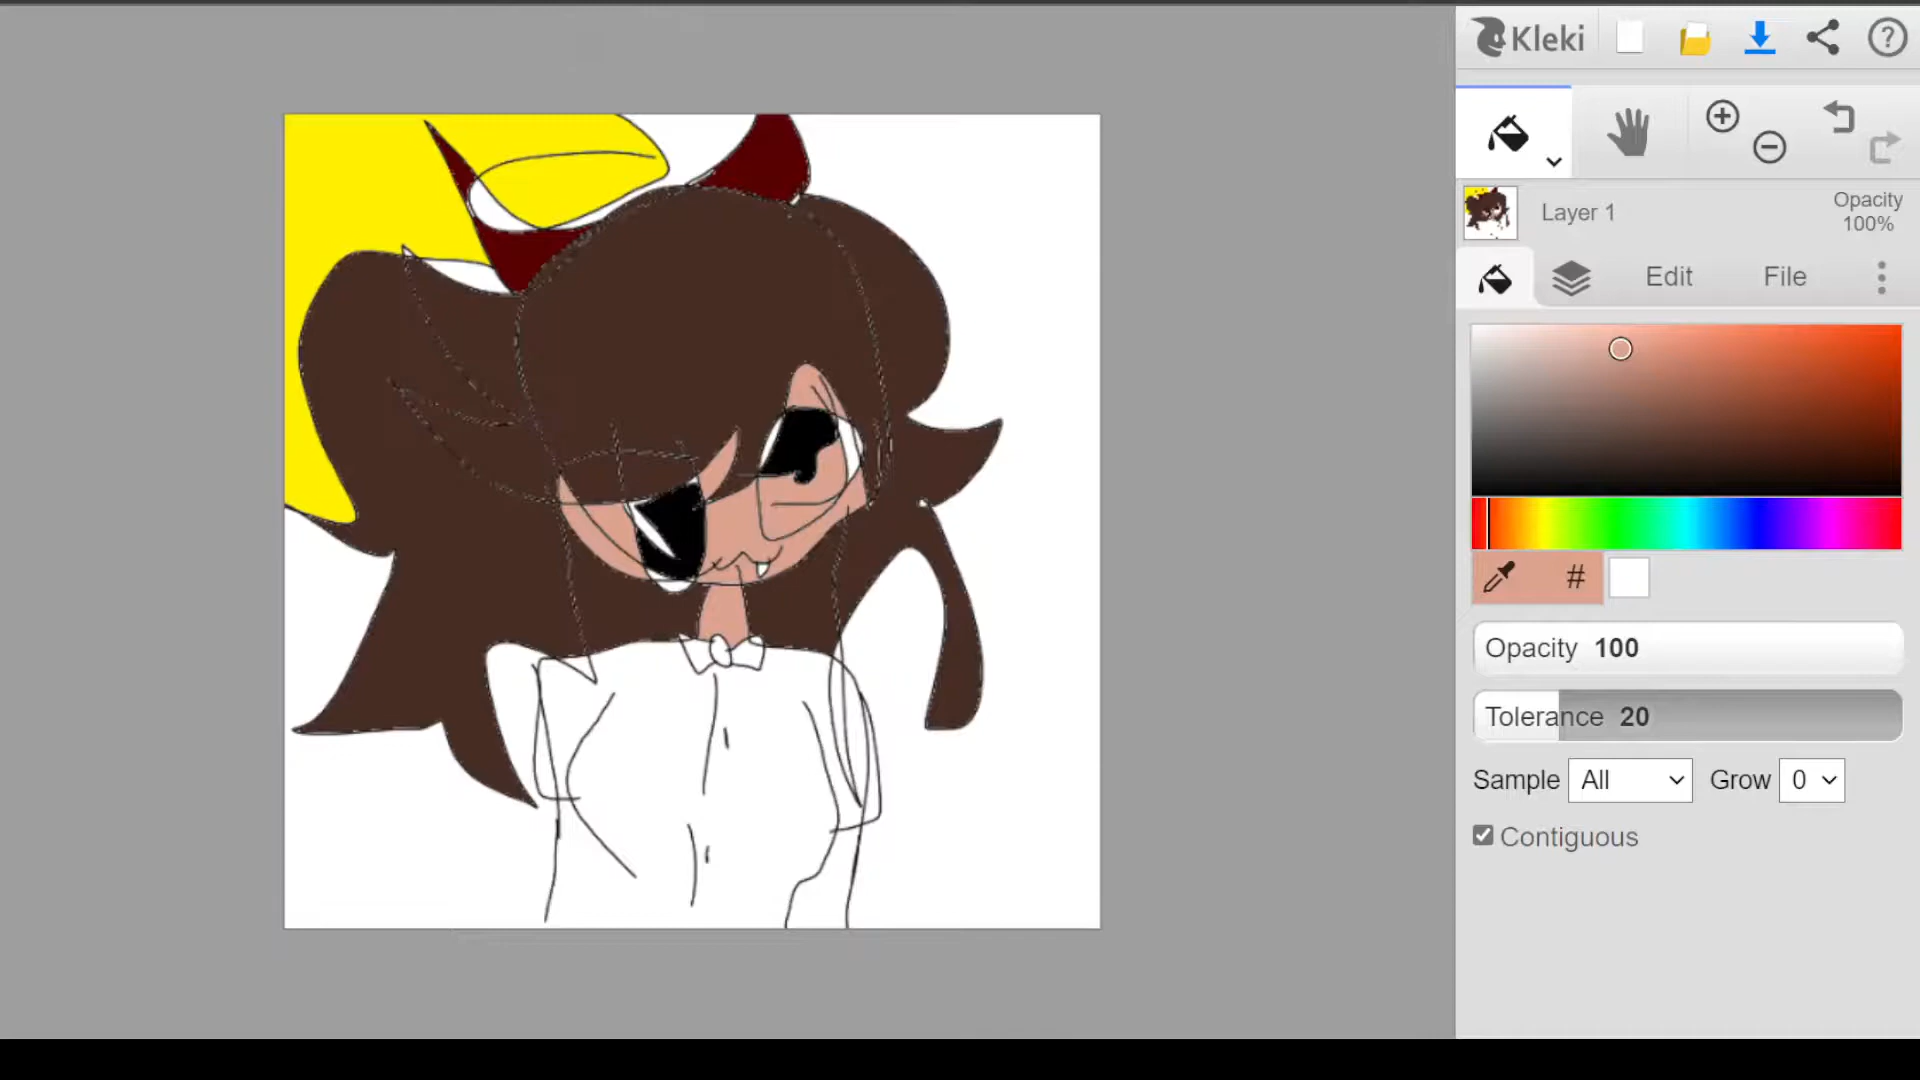 Kleki
?
Layer 1
Opacity
100%
Edit
File
#
Opacity 100
Tolerance 20
Sample All Grow 0
Contiguous